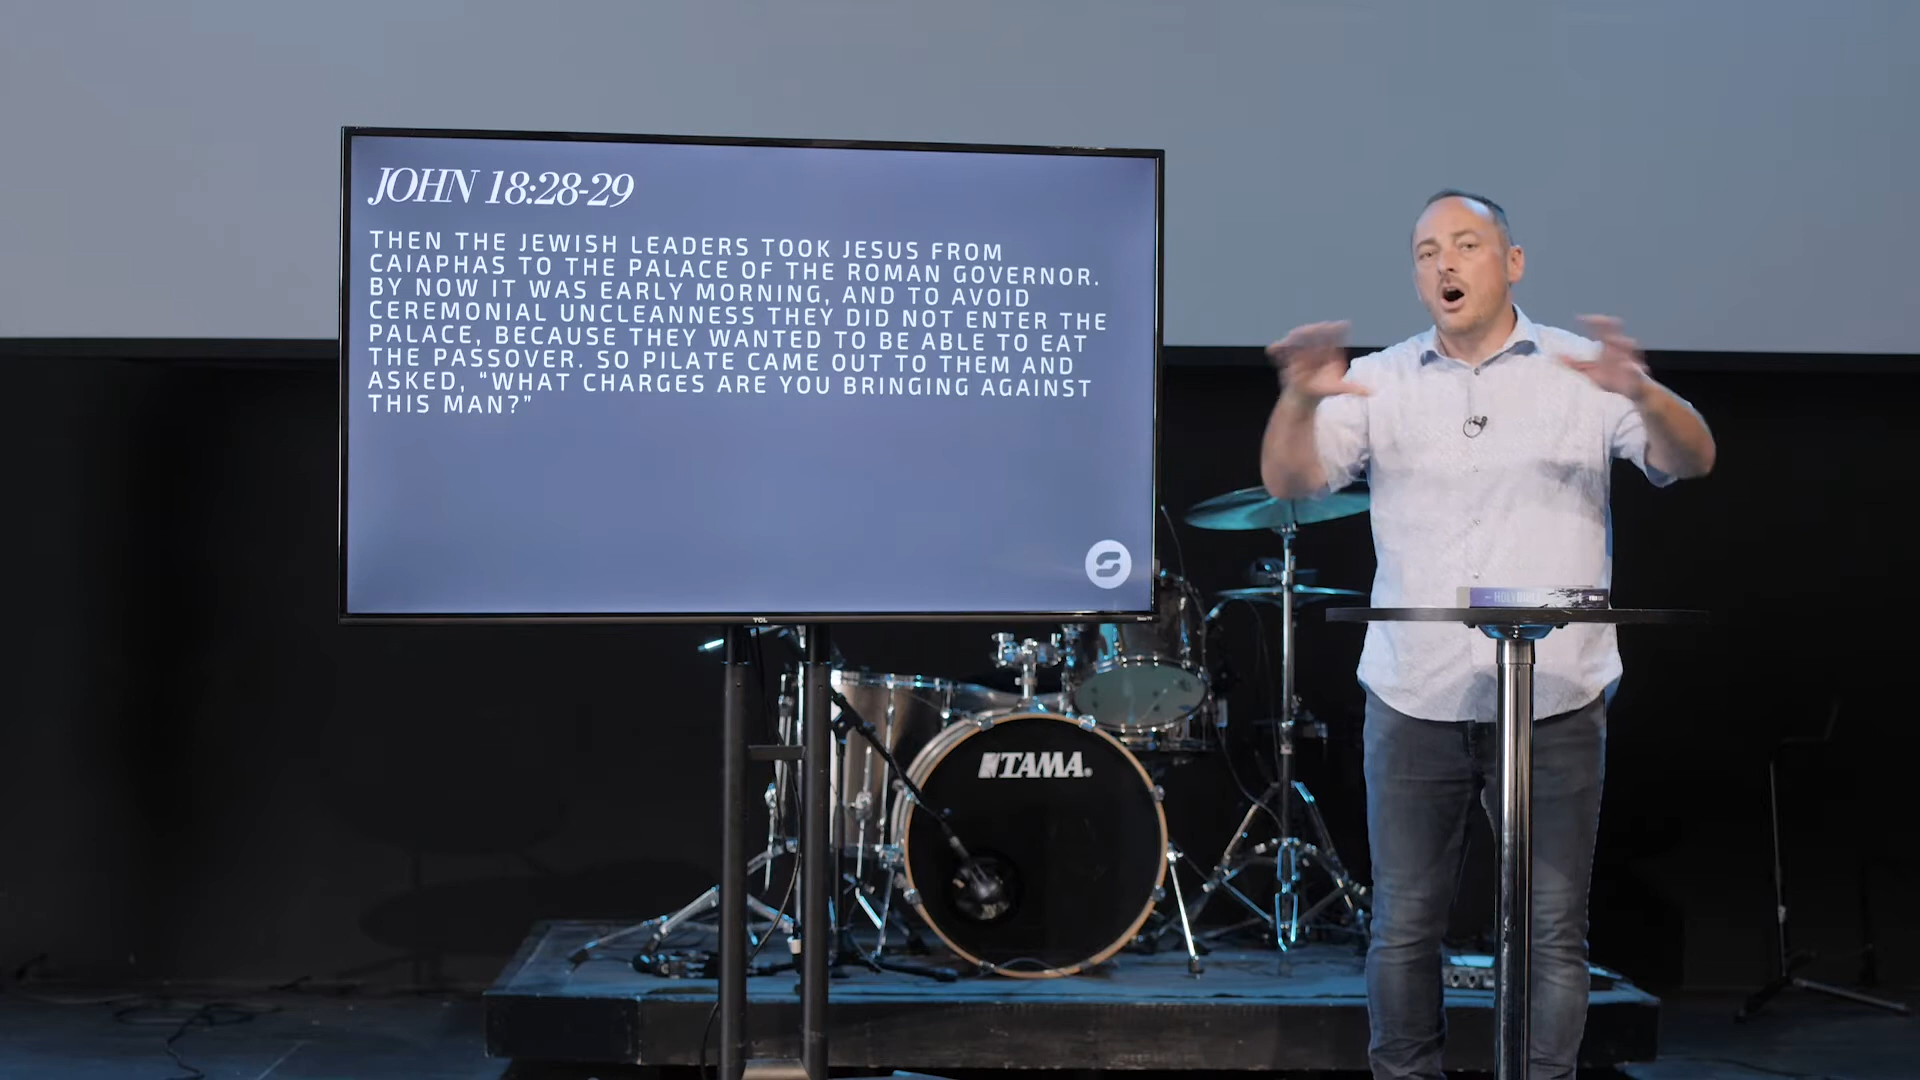 JOHN 18:28-29
THEN THE JEWISH LEADERS TOOK JESUS FROM
CAIAPHAS TO THE PALACE OF THE ROMAN GOVERNOR.
BY NOW IT WAS EARLY MORNING, AND TO AVOID
CEREMONIAL UNCLEANNESS THEY DID NOT ENTER THE
PALACE, BECAUSE THEY WANTED TO BE ABLE TO EAT
THE PASSOVER. SO PILATE CAME OUT TO THEM AND
ASKED, “WHAT CHARGES ARE YOU BRINGING AGAINST
THIS MAN?”
TCL
HOLY BIBLE
TAMA